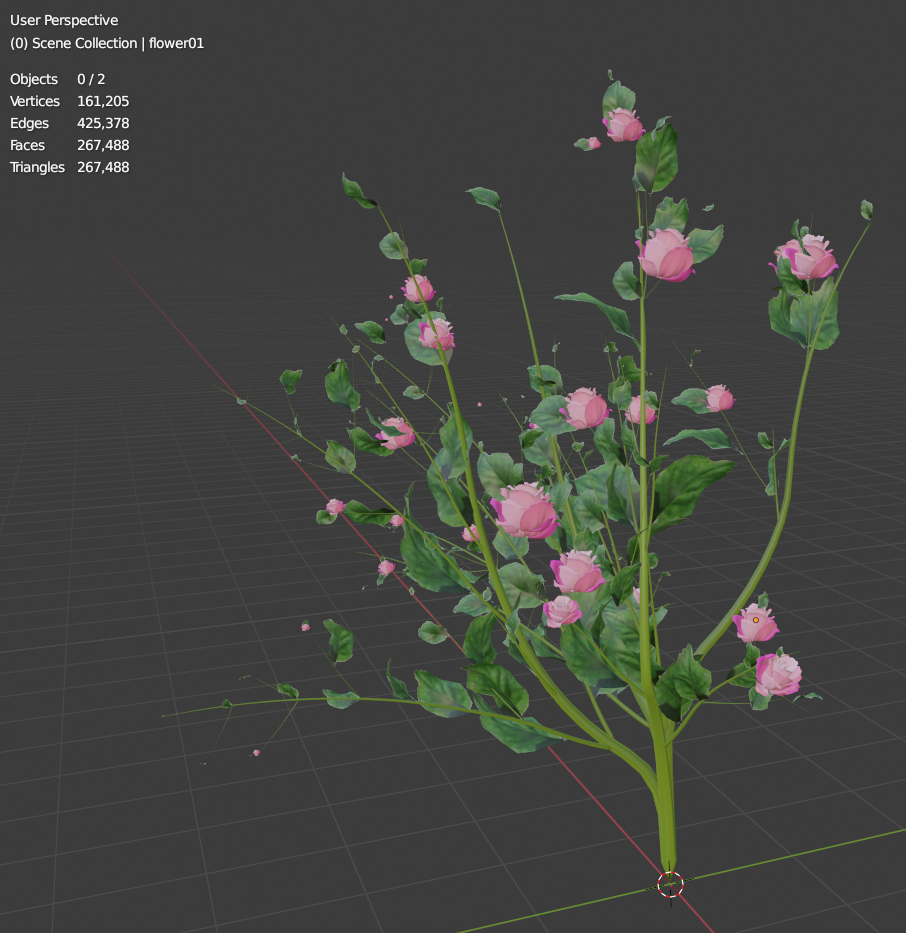 User Perspective
(0) Scene Collection | flower01
Objects 0 / 2
Vertices 161,205
Edges 425,378
Faces 267,488
Triangles 267,488